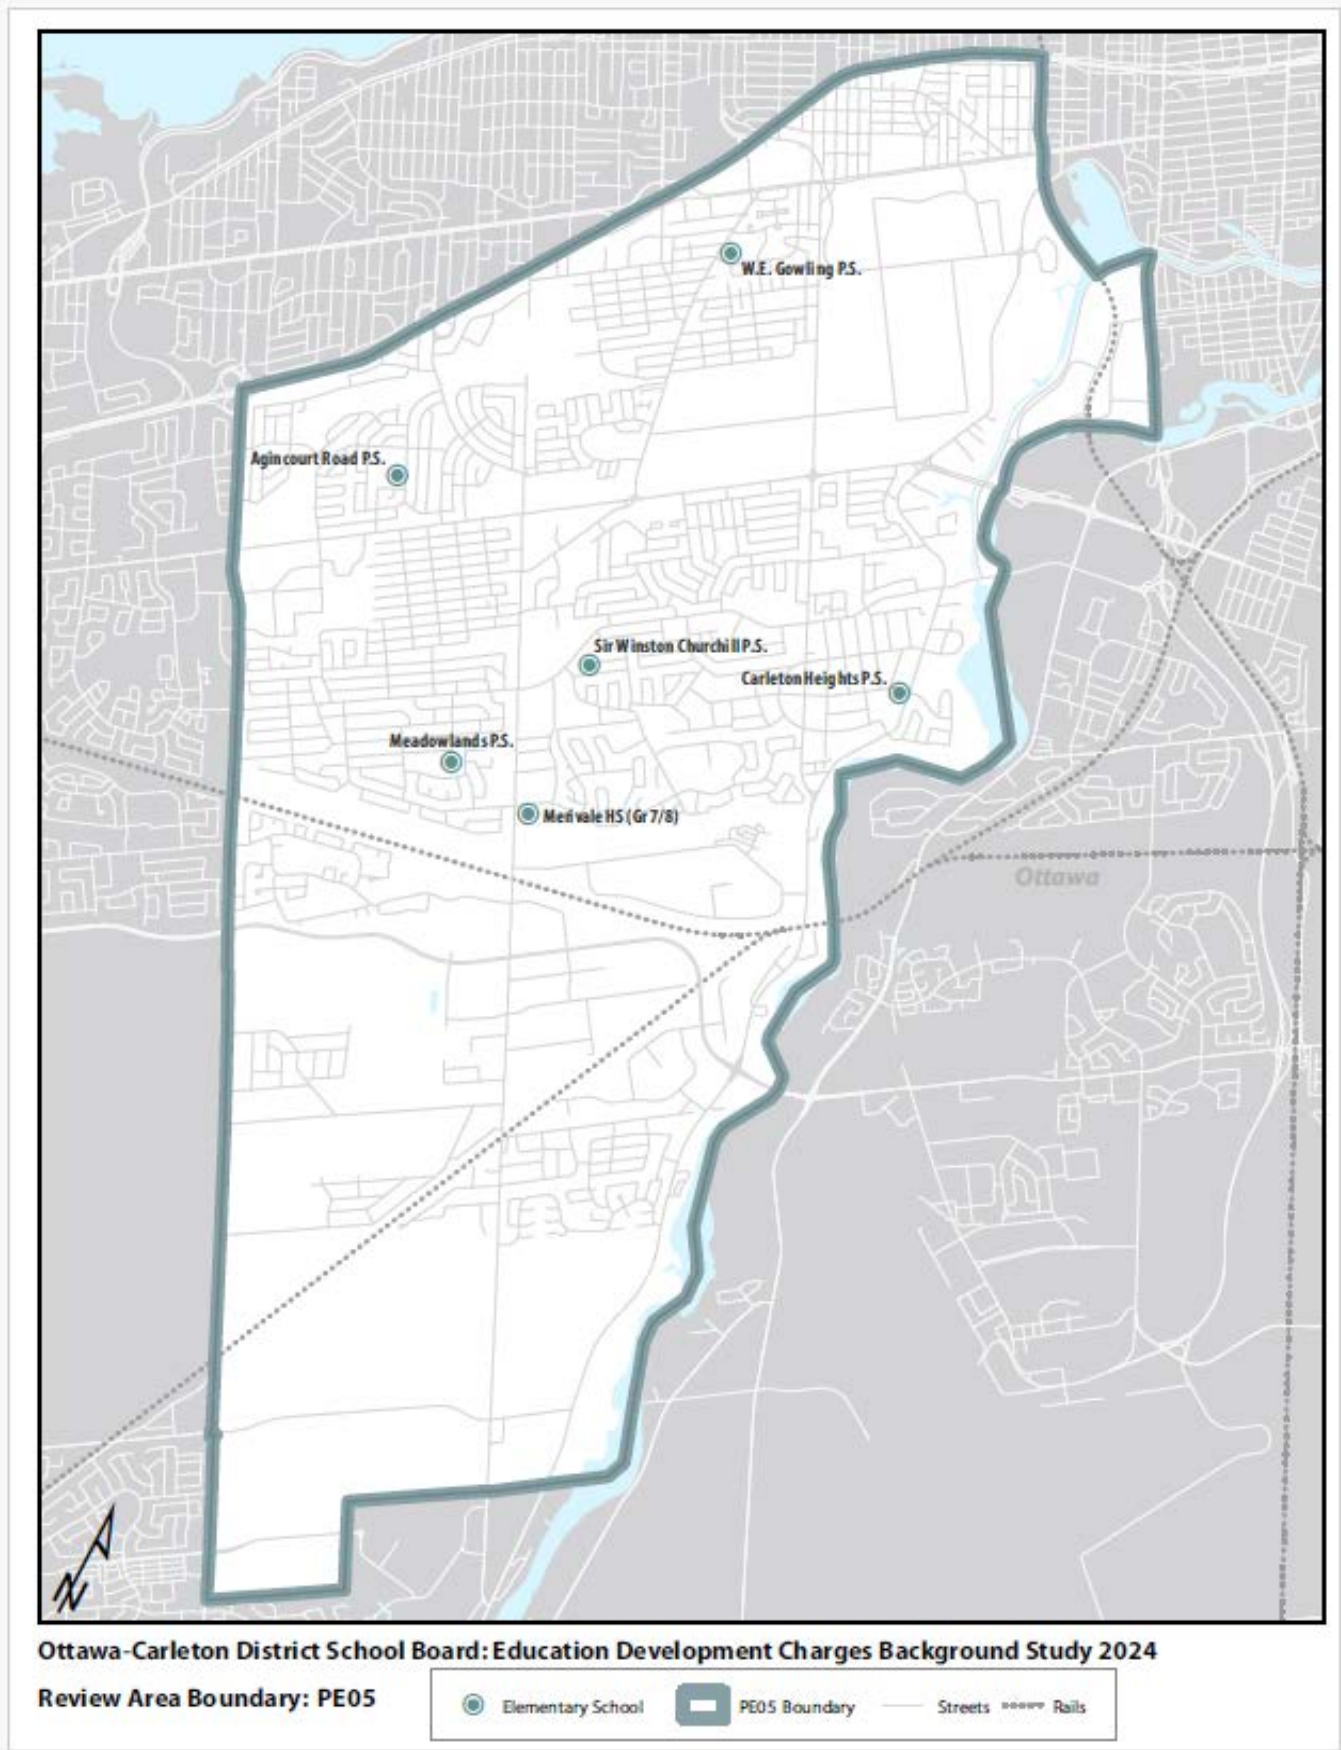 W.E. Gowling P.S.
Agincourt Road P.S.
Sir Winston Churchill P.S.
Carleton Heights P.S.
Meadowlands P.S.
Merivale HS (Gr 7/8)
Ottawa
N
Ottawa-Carleton District School Board: Education Development Charges Background Study 2024
Review Area Boundary: PE05
Elementary School PE05 Boundary Streets Rails